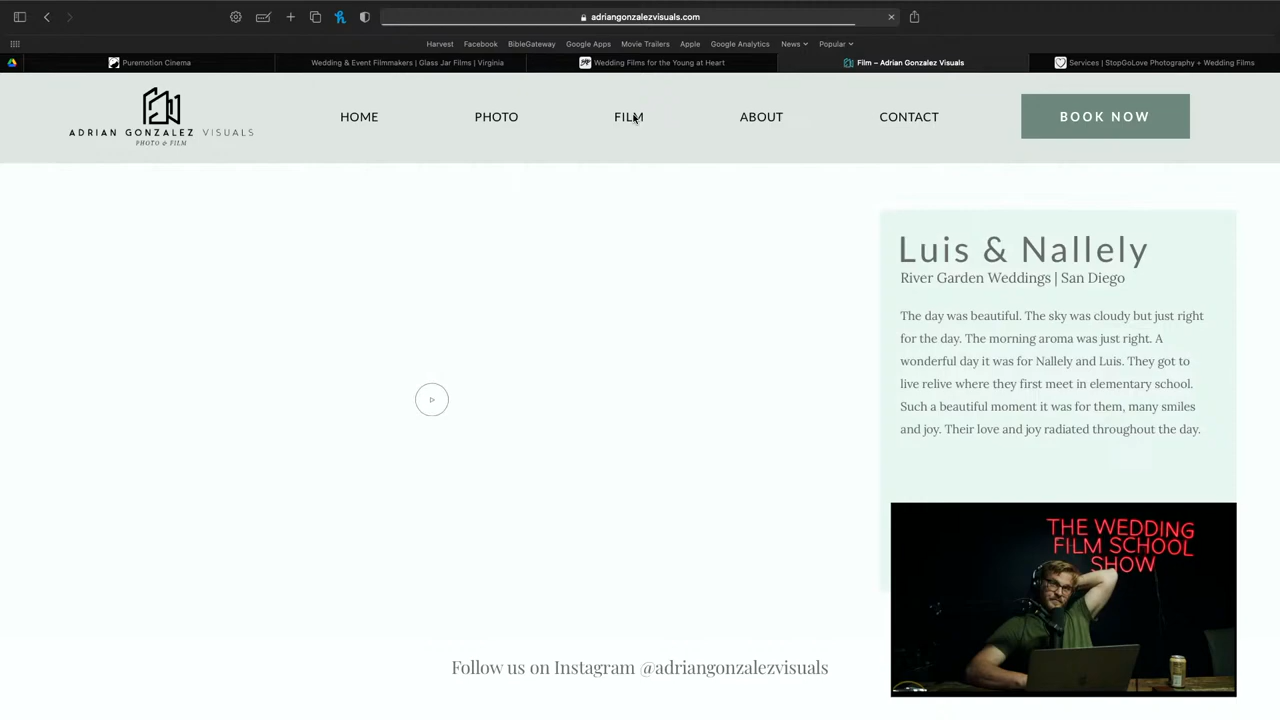 adriangonzalezvisuals.com
Harvest Facebook BibleGateway Google Apps Movie Trailers Apple Google Analytics News Popular
Puremotion Cinema
Wedding & Event Filmmakers | Glass Jar Films | Virginia
Wedding Films for the Young at Heart
Film – Adrian Gonzalez Visuals
Services | StopGoLove Photography + Wedding Films
ADRIAN GONZALEZ VISUALS
PHOTO & FILM
HOME PHOTO FILM ABOUT CONTACT BOOK NOW
Luis & Nallely
River Garden Weddings | San Diego
The day was beautiful. The sky was cloudy but just right
for the day. The morning aroma was just right. A
wonderful day it was for Nallely and Luis. They got to
live relive where they first meet in elementary school.
Such a beautiful moment it was for them, many smiles
and joy. Their love and joy radiated throughout the day.
THE WEDDING
FILM SCHOOL
SHOW
Follow us on Instagram @adriangonzalezvisuals